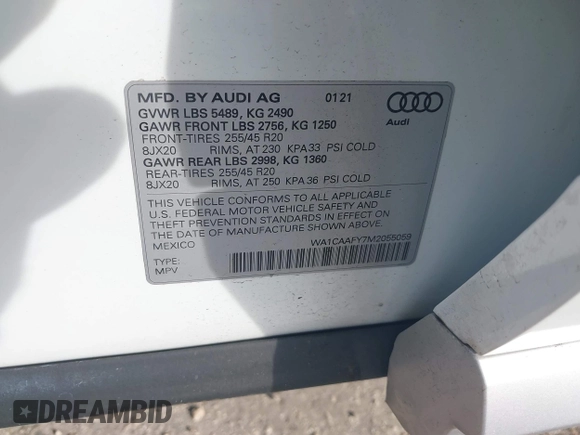 MFD. BY AUDI AG 01 21
GVWR LBS 5489, KG 2490
GAWR FRONT LBS 2756, KG 1250
FRONT-TIRES 255/45 R20
8JX20 RIMS, AT 230 KPA33 PSI COLD
GAWR REAR LBS 2998, KG 1360
REAR-TIRES 255/45 R20
8JX20 RIMS, AT 250 KPA36 PSI COLD
Audi
THIS VEHICLE CONFORMS TO ALL APPLICABLE
U.S. FEDERAL MOTOR VEHICLE SAFETY AND
THEFT PREVENTION STANDARDS IN EFFECT ON
DATE OF MANUFACTURE SHOWN ABOVE.
MEXICO
WA1CAAFY7M2055059
TYPE:
MPV
DREAMBID